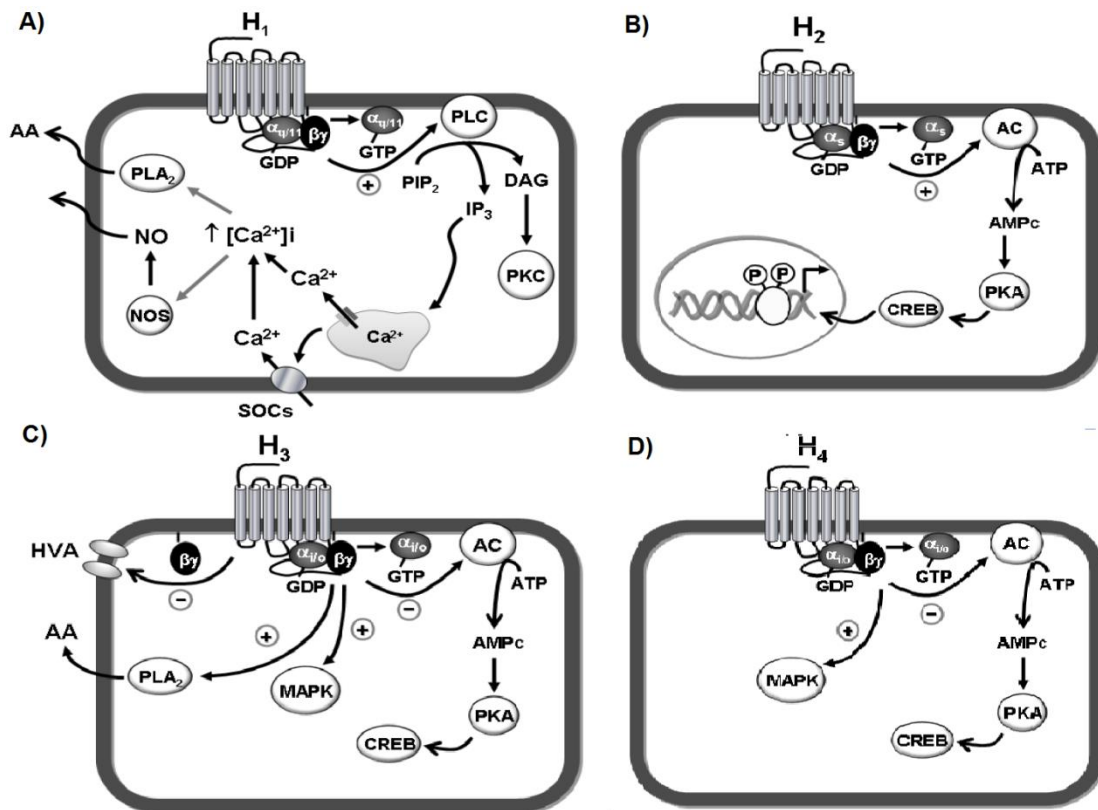 A)
H₁
α q/11
βγ
GDP
α q/11
GTP
+
PLC
PIP₂
DAG
IP₃
PKC
AA
PLA₂
NO
NOS
↑ [Ca²⁺]i
Ca²⁺
Ca²⁺
Ca²⁺
SOCs
B)
H₂
αs
βγ
GDP
αs
GTP
+
AC
ATP
AMPc
PKA
CREB
P
P
C)
H₃
HVA
βγ
−
αi/o
βγ
GDP
αi/o
GTP
−
AC
ATP
AMPc
PKA
CREB
+
+
MAPK
PLA₂
AA
D)
H₄
αi/o
βγ
GDP
αi/o
GTP
−
AC
ATP
AMPc
PKA
CREB
+
MAPK